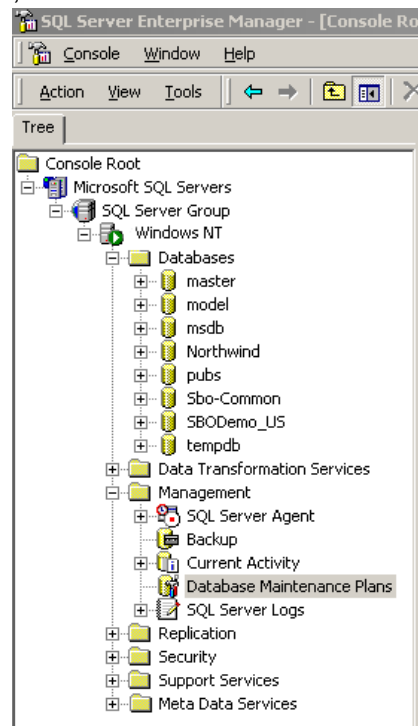 SQL Server Enterprise Manager - [Console Ro
Console Window Help
Action View Tools
Tree
Console Root
Microsoft SQL Servers
SQL Server Group
Windows NT
Databases
master
model
msdb
Northwind
pubs
Sbo-Common
SBODemo_US
tempdb
Data Transformation Services
Management
SQL Server Agent
Backup
Current Activity
Database Maintenance Plans
SQL Server Logs
Replication
Security
Support Services
Meta Data Services